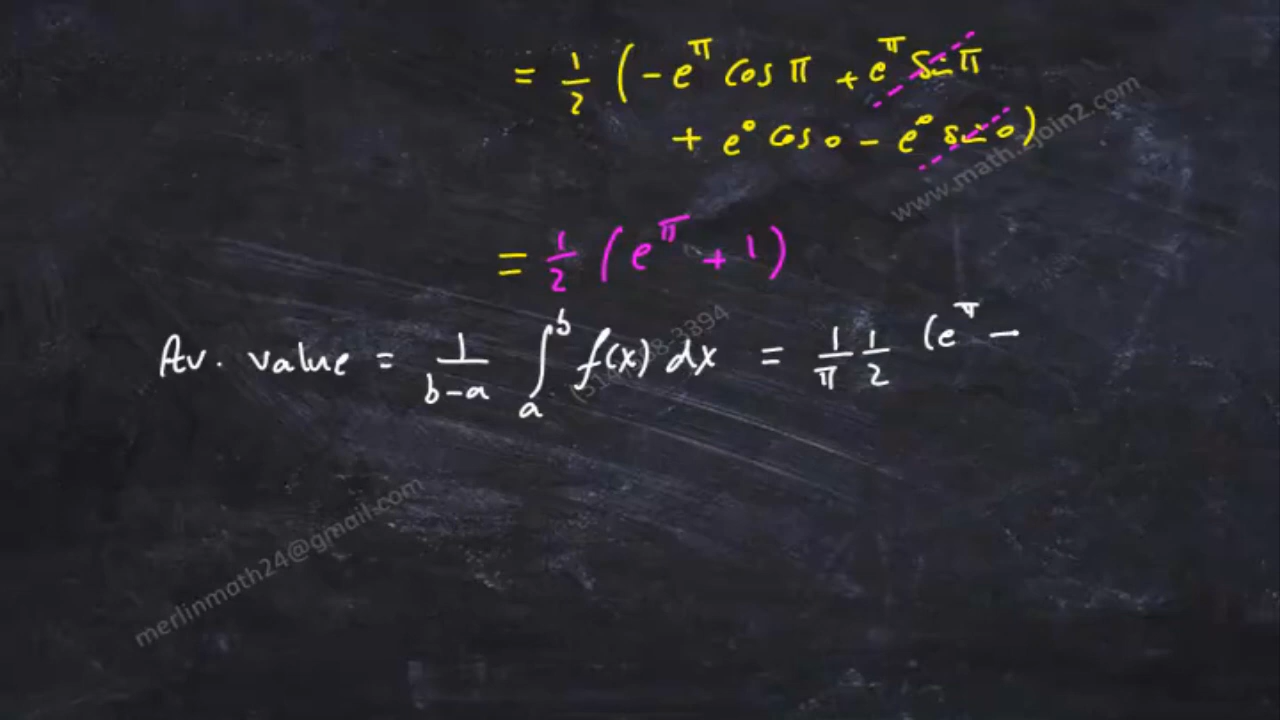 = 1/2 (-e^π cos π + e^π sin π
+ e^0 cos 0 - e^0 sin 0)
www.math.2join2.com
= 1/2 (e^π + 1)
Av. value = 1/(b-a) ∫_a^b f(x) dx = 1/π 1/2 (e^π -
merlinmath24@gmail.com